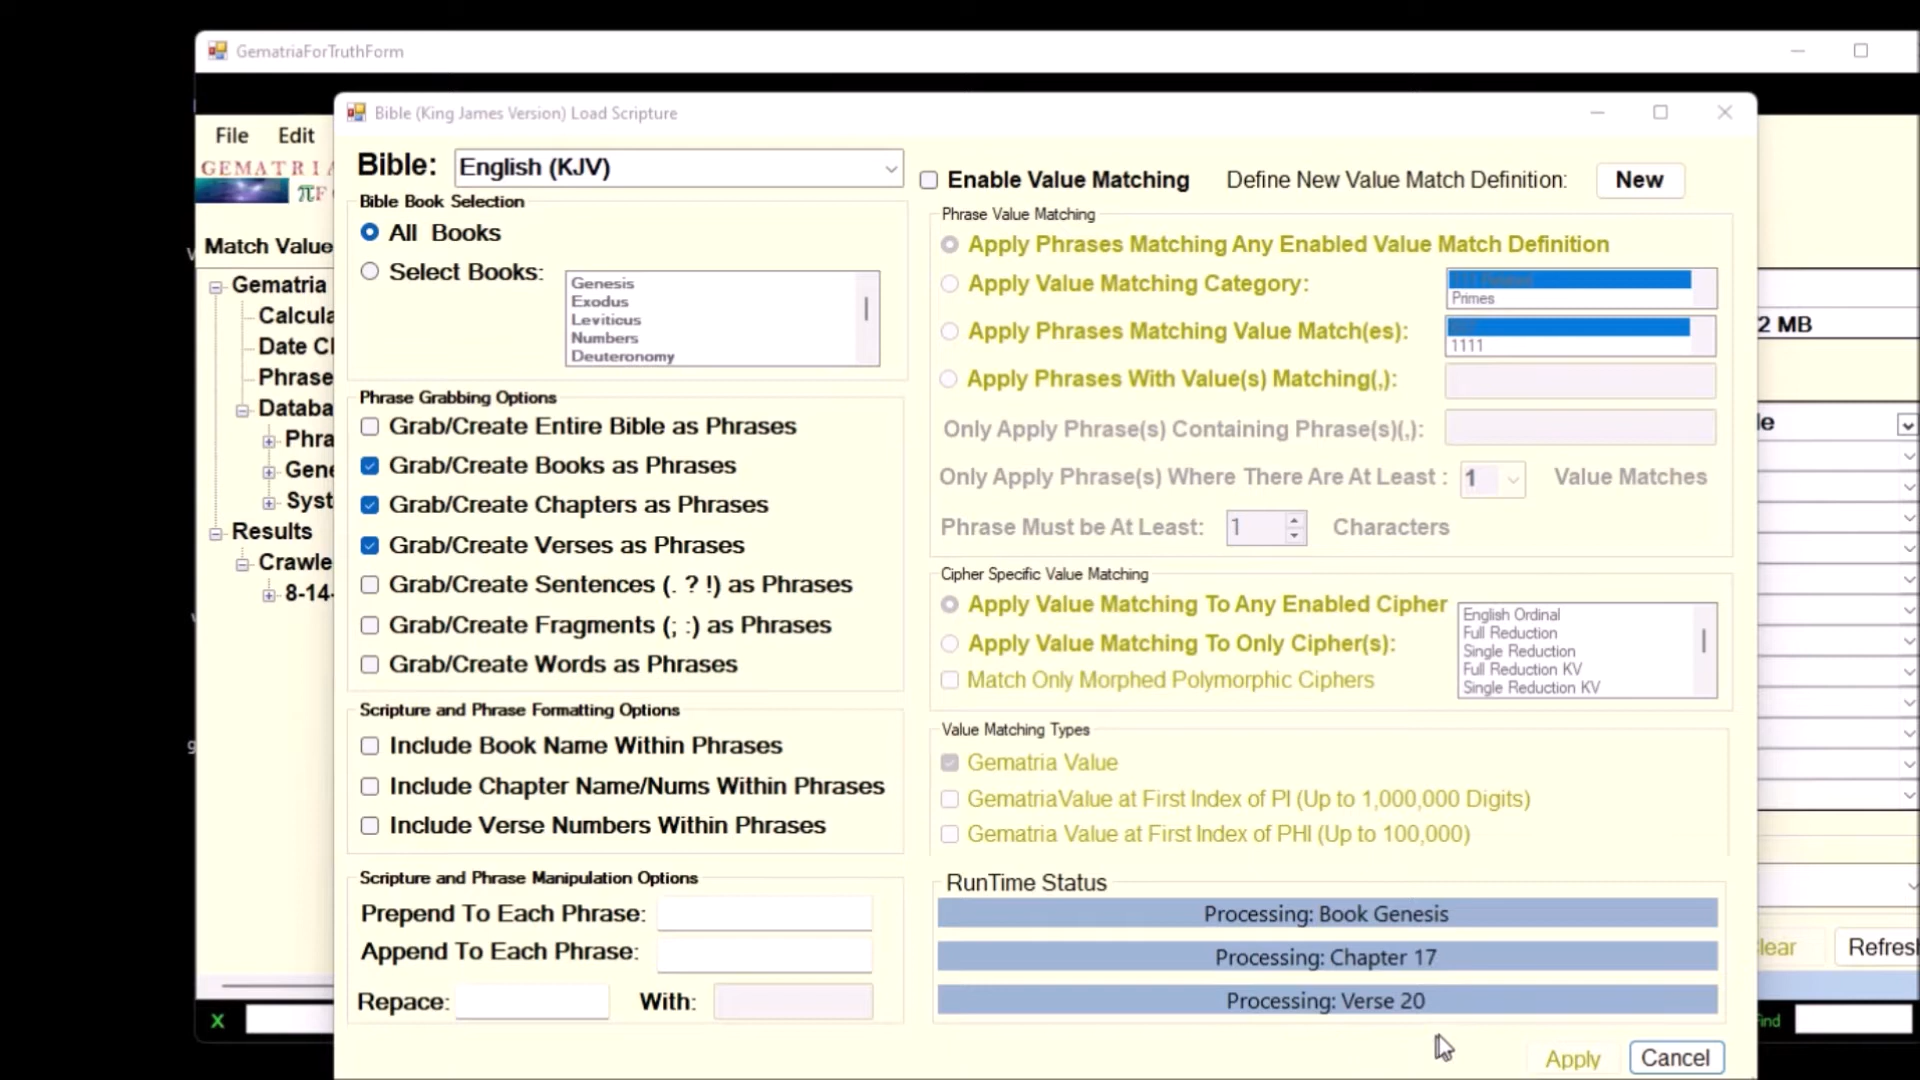 GematriaForTruthForm
Bible (King James Version) Load Scripture
File Edit
GEMATRIA
πF
Match Value
Gematria
Calcula
Date Cl
Phrase
Databa
Phra
Gene
Syst
Results
Crawle
8-14-
X
Bible: English (KJV)
Bible Book Selection
All Books
Select Books:
Genesis
Exodus
Leviticus
Numbers
Deuteronomy
Phrase Grabbing Options
Grab/Create Entire Bible as Phrases
Grab/Create Books as Phrases
Grab/Create Chapters as Phrases
Grab/Create Verses as Phrases
Grab/Create Sentences (. ? !) as Phrases
Grab/Create Fragments (; :) as Phrases
Grab/Create Words as Phrases
Scripture and Phrase Formatting Options
Include Book Name Within Phrases
Include Chapter Name/Nums Within Phrases
Include Verse Numbers Within Phrases
Scripture and Phrase Manipulation Options
Prepend To Each Phrase:
Append To Each Phrase:
Repace: With:
Enable Value Matching Define New Value Match Definition: New
Phrase Value Matching
Apply Phrases Matching Any Enabled Value Match Definition
Apply Value Matching Category:
Primes
Apply Phrases Matching Value Match(es):
1111
Apply Phrases With Value(s) Matching(,):
Only Apply Phrase(s) Containing Phrase(s)(,):
Only Apply Phrase(s) Where There Are At Least : 1 Value Matches
Phrase Must be At Least: 1 Characters
Cipher Specific Value Matching
Apply Value Matching To Any Enabled Cipher
Apply Value Matching To Only Cipher(s):
Match Only Morphed Polymorphic Ciphers
English Ordinal
Full Reduction
Single Reduction
Full Reduction KV
Single Reduction KV
Value Matching Types
Gematria Value
GematriaValue at First Index of PI (Up to 1,000,000 Digits)
Gematria Value at First Index of PHI (Up to 100,000)
RunTime Status
Processing: Book Genesis
Processing: Chapter 17
Processing: Verse 20
Apply Cancel
2 MB
le
lear Refresh
ind